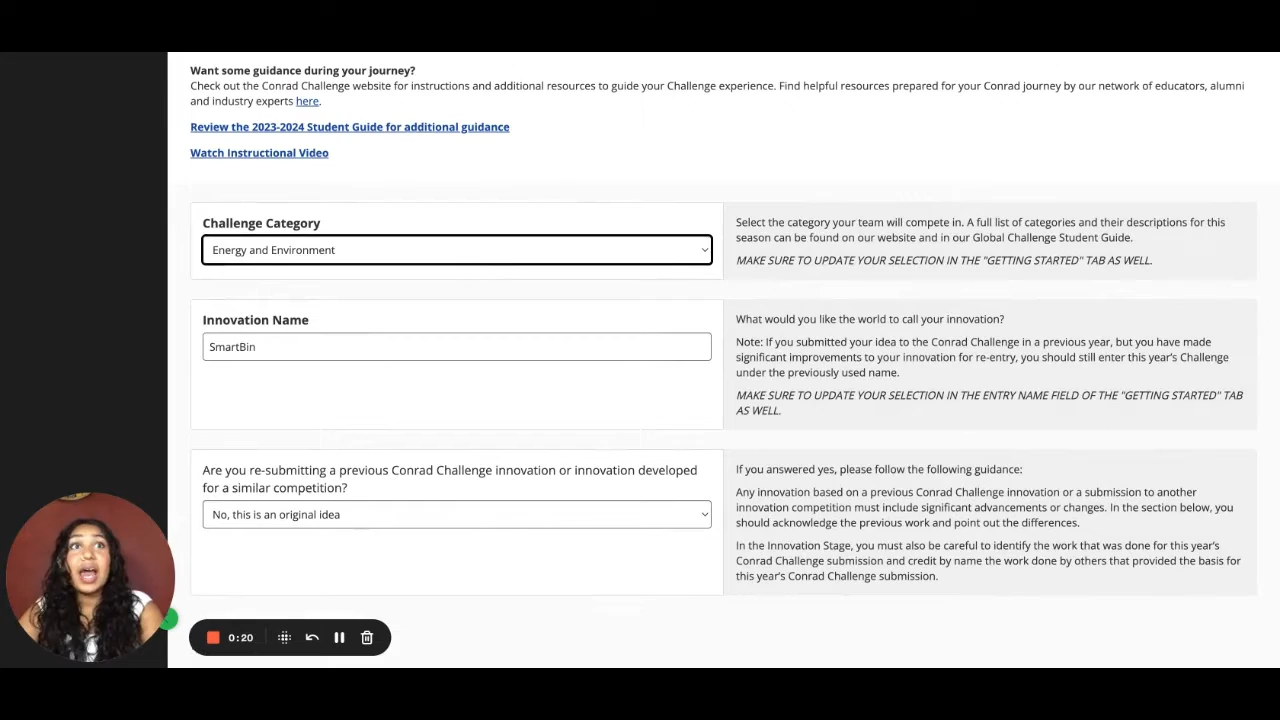 Want some guidance during your journey?
Check out the Conrad Challenge website for instructions and additional resources to guide your Challenge experience. Find helpful resources prepared for your Conrad journey by our network of educators, alumni
and industry experts here.
Review the 2023-2024 Student Guide for additional guidance
Watch Instructional Video
Challenge Category
Energy and Environment
Select the category your team will compete in. A full list of categories and their descriptions for this
season can be found on our website and in our Global Challenge Student Guide.
MAKE SURE TO UPDATE YOUR SELECTION IN THE "GETTING STARTED" TAB AS WELL.
Innovation Name
SmartBin
What would you like the world to call your innovation?
Note: If you submitted your idea to the Conrad Challenge in a previous year, but you have made
significant improvements to your innovation for re-entry, you should still enter this year's Challenge
under the previously used name.
MAKE SURE TO UPDATE YOUR SELECTION IN THE ENTRY NAME FIELD OF THE "GETTING STARTED" TAB
AS WELL.
Are you re-submitting a previous Conrad Challenge innovation or innovation developed
for a similar competition?
No, this is an original idea
If you answered yes, please follow the following guidance:
Any innovation based on a previous Conrad Challenge innovation or a submission to another
innovation competition must include significant advancements or changes. In the section below, you
should acknowledge the previous work and point out the differences.
In the Innovation Stage, you must also be careful to identify the work that was done for this year's
Conrad Challenge submission and credit by name the work done by others that provided the basis for
this year's Conrad Challenge submission.
0:20